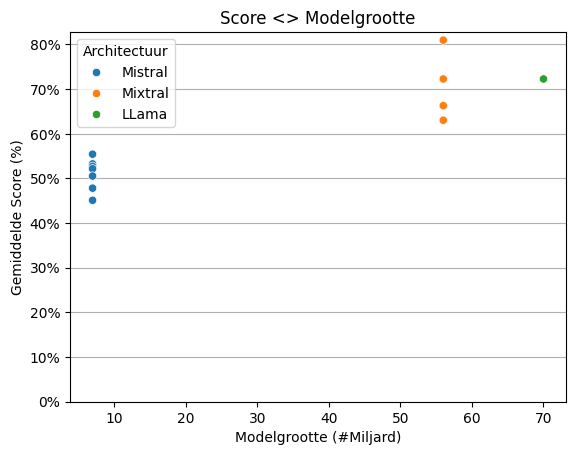 Score <> Modelgrootte
Architectuur
Mistral
Mixtral
LLama
Gemiddelde Score (%)
80%
70%
60%
50%
40%
30%
20%
10%
0%
10 20 30 40 50 60 70
Modelgrootte (#Miljard)